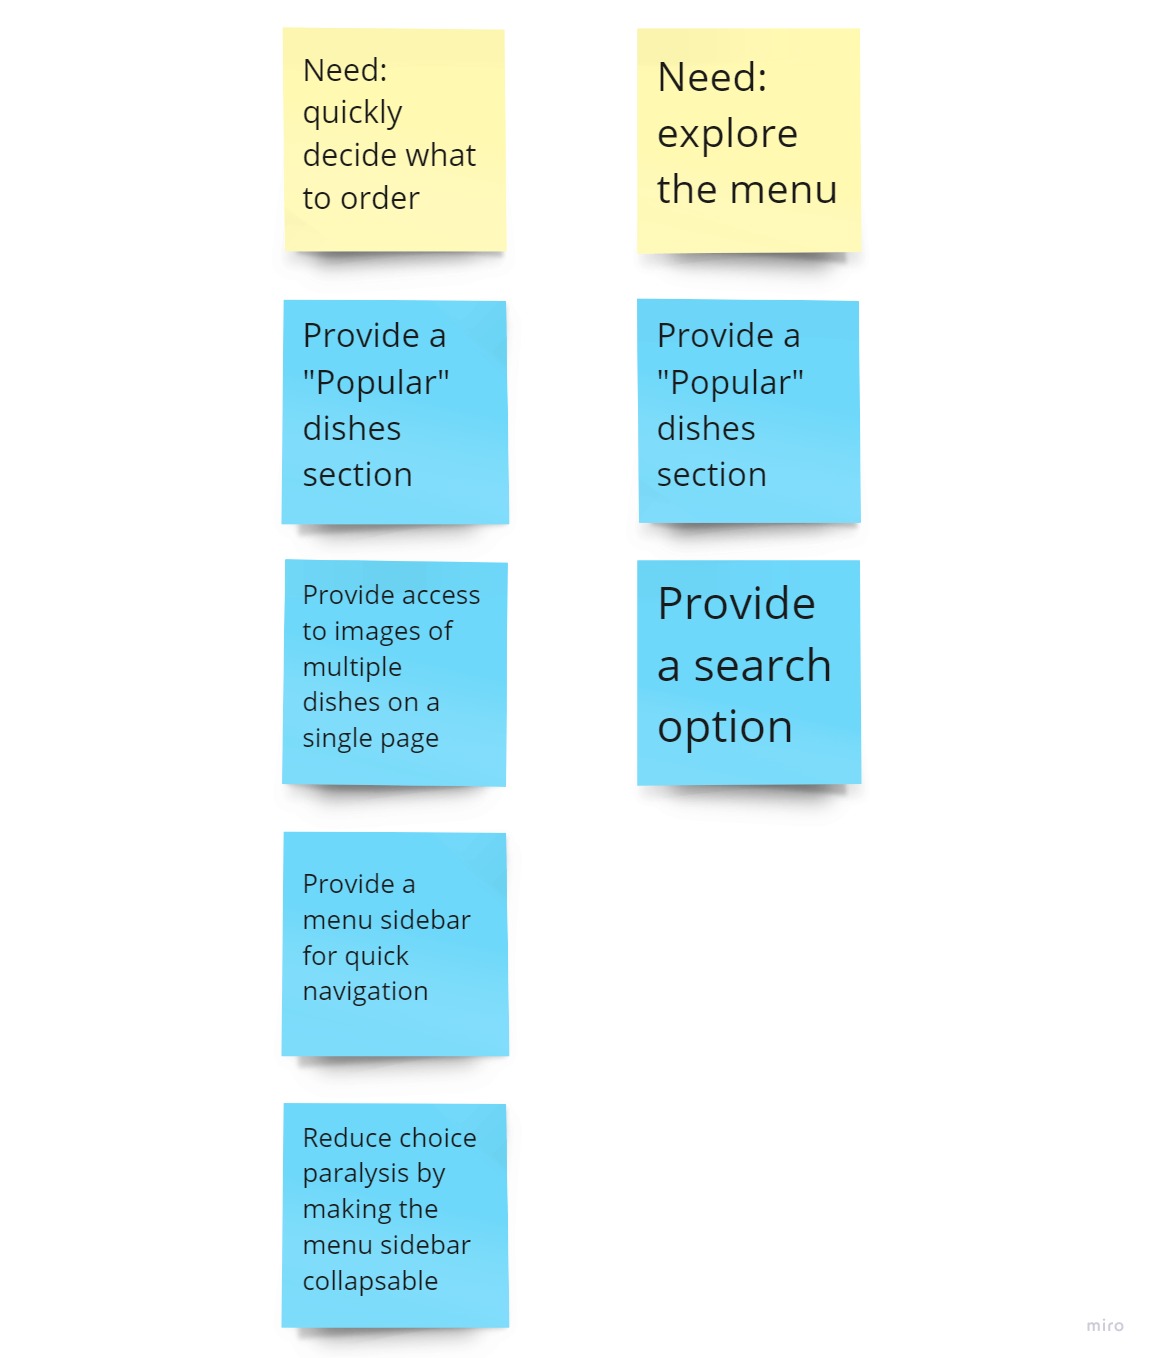 Need:
quickly
decide what
to order
Provide a
"Popular"
dishes
section
Provide access
to images of
multiple
dishes on a
single page
Provide a
menu sidebar
for quick
navigation
Reduce choice
paralysis by
making the
menu sidebar
collapsable
Need:
explore
the menu
Provide a
"Popular"
dishes
section
Provide
a search
option
miro